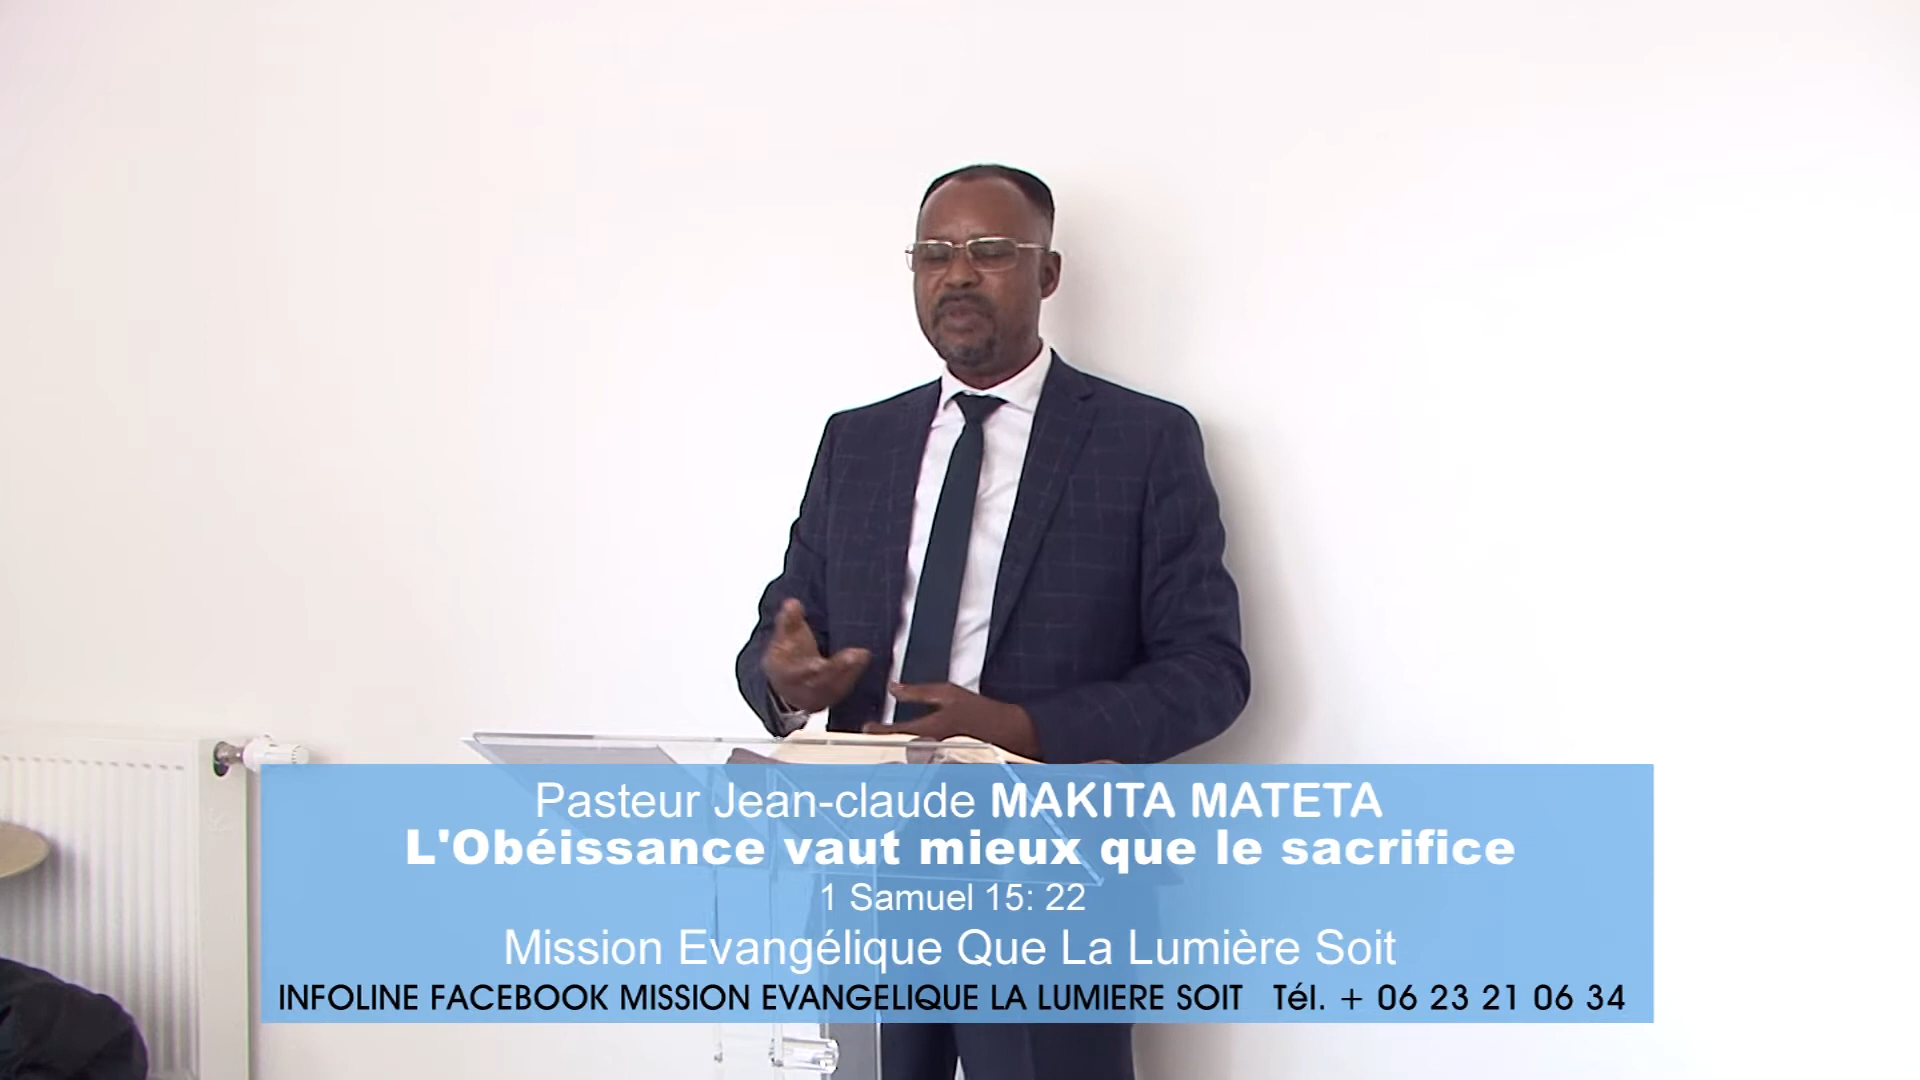 Pasteur Jean-claude MAKITA MATETA
L'Obéissance vaut mieux que le sacrifice
1 Samuel 15: 22
Mission Evangélique Que La Lumière Soit
INFOLINE FACEBOOK MISSION EVANGELIQUE LA LUMIERE SOIT Tél. + 06 23 21 06 34